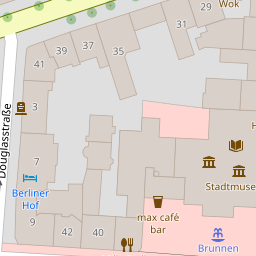 29
Wok
37
35
39
41
3
Douglasstraße
H
7
Stadtmuse
Berliner
Hof
max café
bar
9
42
40
Brunnen